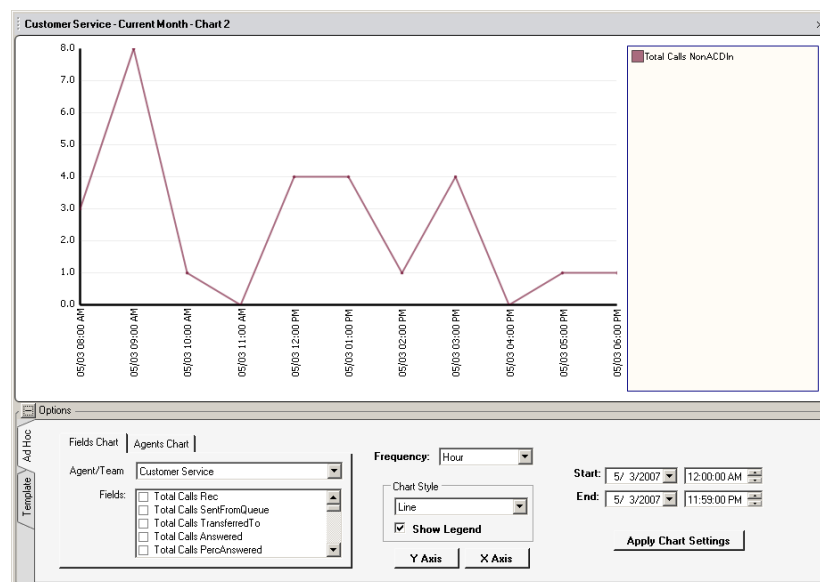 Customer Service - Current Month - Chart 2
8.0
7.0
6.0
5.0
4.0
3.0
2.0
1.0
0.0
05/03 08:00 AM
05/03 09:00 AM
05/03 10:00 AM
05/03 11:00 AM
05/03 12:00 PM
05/03 01:00 PM
05/03 02:00 PM
05/03 03:00 PM
05/03 04:00 PM
05/03 05:00 PM
05/03 06:00 PM
Total Calls NonACDIn
Options
Ad Hoc
Template
Fields Chart
Agents Chart
Agent/Team
Customer Service
Fields:
Total Calls Rec
Total Calls SentFromQueue
Total Calls TransferredTo
Total Calls Answered
Total Calls PercAnswered
Frequency:
Hour
Chart Style
Line
Show Legend
Y Axis
X Axis
Start:
5/ 3/2007
12:00:00 AM
End:
5/ 3/2007
11:59:00 PM
Apply Chart Settings